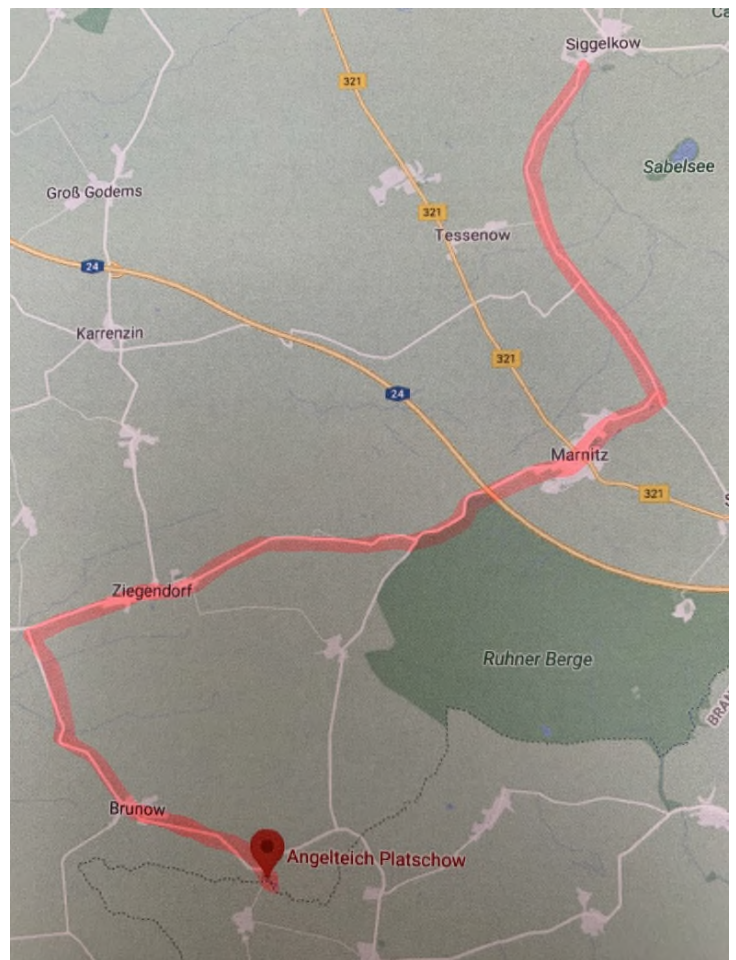 Siggelkow
321
Sabelsee
Groß Godems
321
Tessenow
24
Karrenzin
321
24
Marnitz
321
Ziegendorf
Ruhner Berge
Brunow
Angelteich Platschow